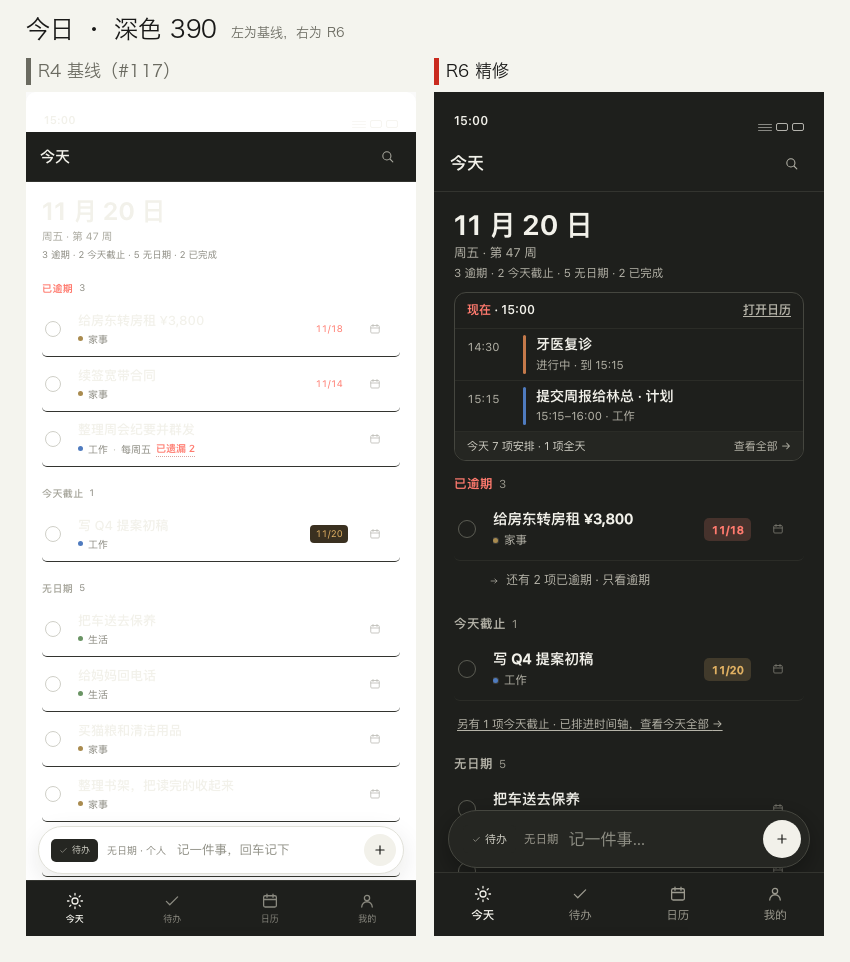 今日 · 深色 390 左为基线，右为 R6
R4 基线（#117）
15:00
今天
11 月 20 日
周五 · 第 47 周
3 逾期 · 2 今天截止 · 5 无日期 · 2 已完成
已逾期 3
给房东转房租 ¥3,800
11/18
家事
续签宽带合同
11/14
家事
整理周会纪要并群发
工作 · 每周五 已遗漏 2
今天截止 1
写 Q4 提案初稿
11/20
工作
无日期 5
把车送去保养
生活
给妈妈回电话
生活
买猫粮和清洁用品
家事
整理书架，把读完的收起来
家事
待办 无日期 · 个人 记一件事，回车记下
今天 待办 日历 我的
R6 精修
15:00
今天
11 月 20 日
周五 · 第 47 周
3 逾期 · 2 今天截止 · 5 无日期 · 2 已完成
现在 · 15:00 打开日历
14:30 牙医复诊
进行中 · 到 15:15
15:15 提交周报给林总 · 计划
15:15–16:00 · 工作
今天 7 项安排 · 1 项全天 查看全部 →
已逾期 3
给房东转房租 ¥3,800
11/18
家事
→ 还有 2 项已逾期 · 只看逾期
今天截止 1
写 Q4 提案初稿
11/20
工作
另有 1 项今天截止 · 已排进时间轴，查看今天全部 →
无日期 5
把车送去保养
待办 无日期 记一件事…
今天 待办 日历 我的